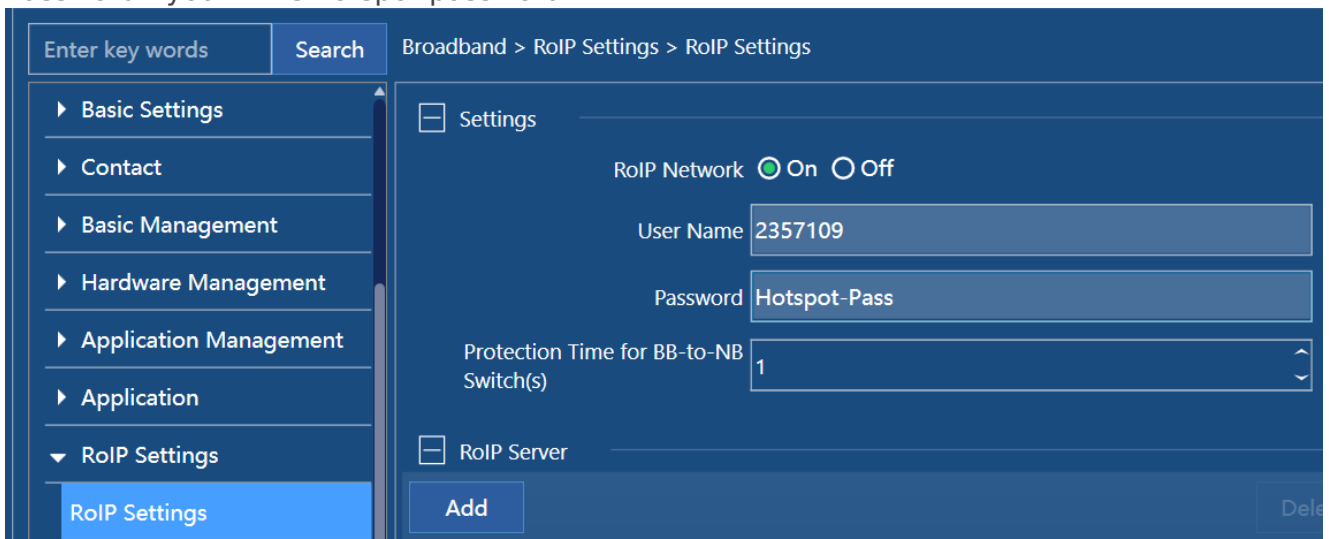 Enter key words Search Broadband > RoIP Settings > RoIP Settings
Basic Settings
Settings
Contact
RoIP Network On Off
Basic Management
User Name 2357109
Hardware Management
Password Hotspot-Pass
Application Management
Protection Time for BB-to-NB
Switch(s) 1
Application
RoIP Settings
RoIP Server
RoIP Settings
Add